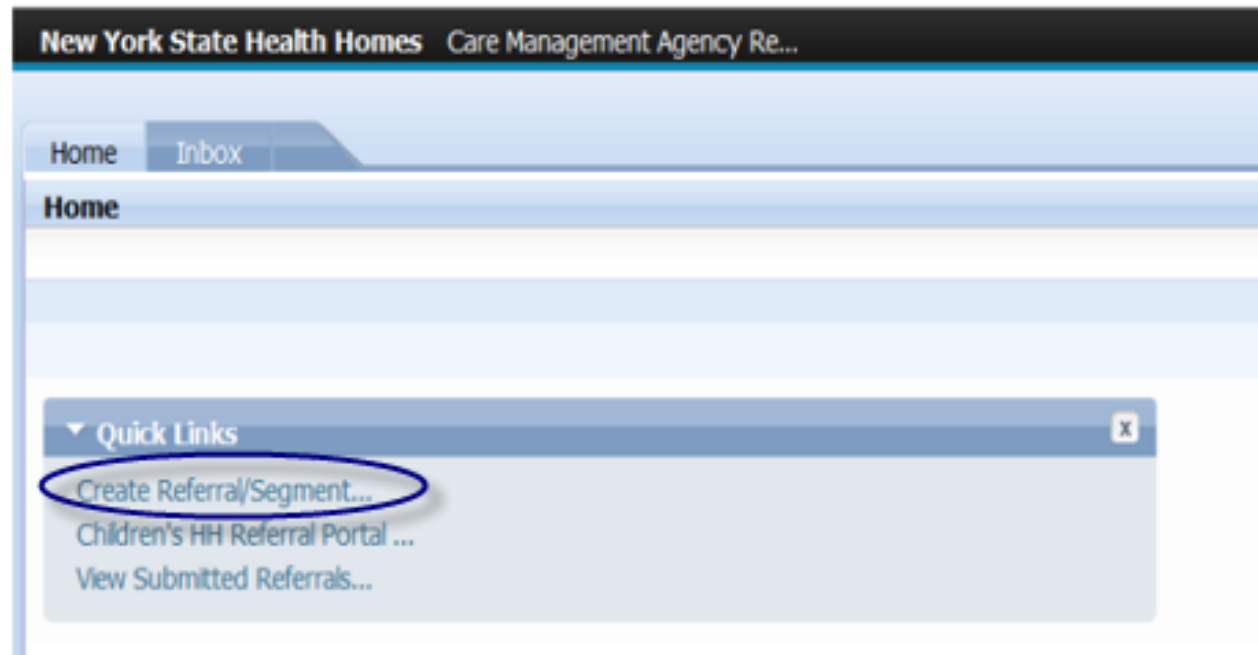 New York State Health Homes Care Management Agency Re...
Home Inbox
Home
Quick Links X
Create Referral/Segment...
Children's HH Referral Portal ...
View Submitted Referrals...